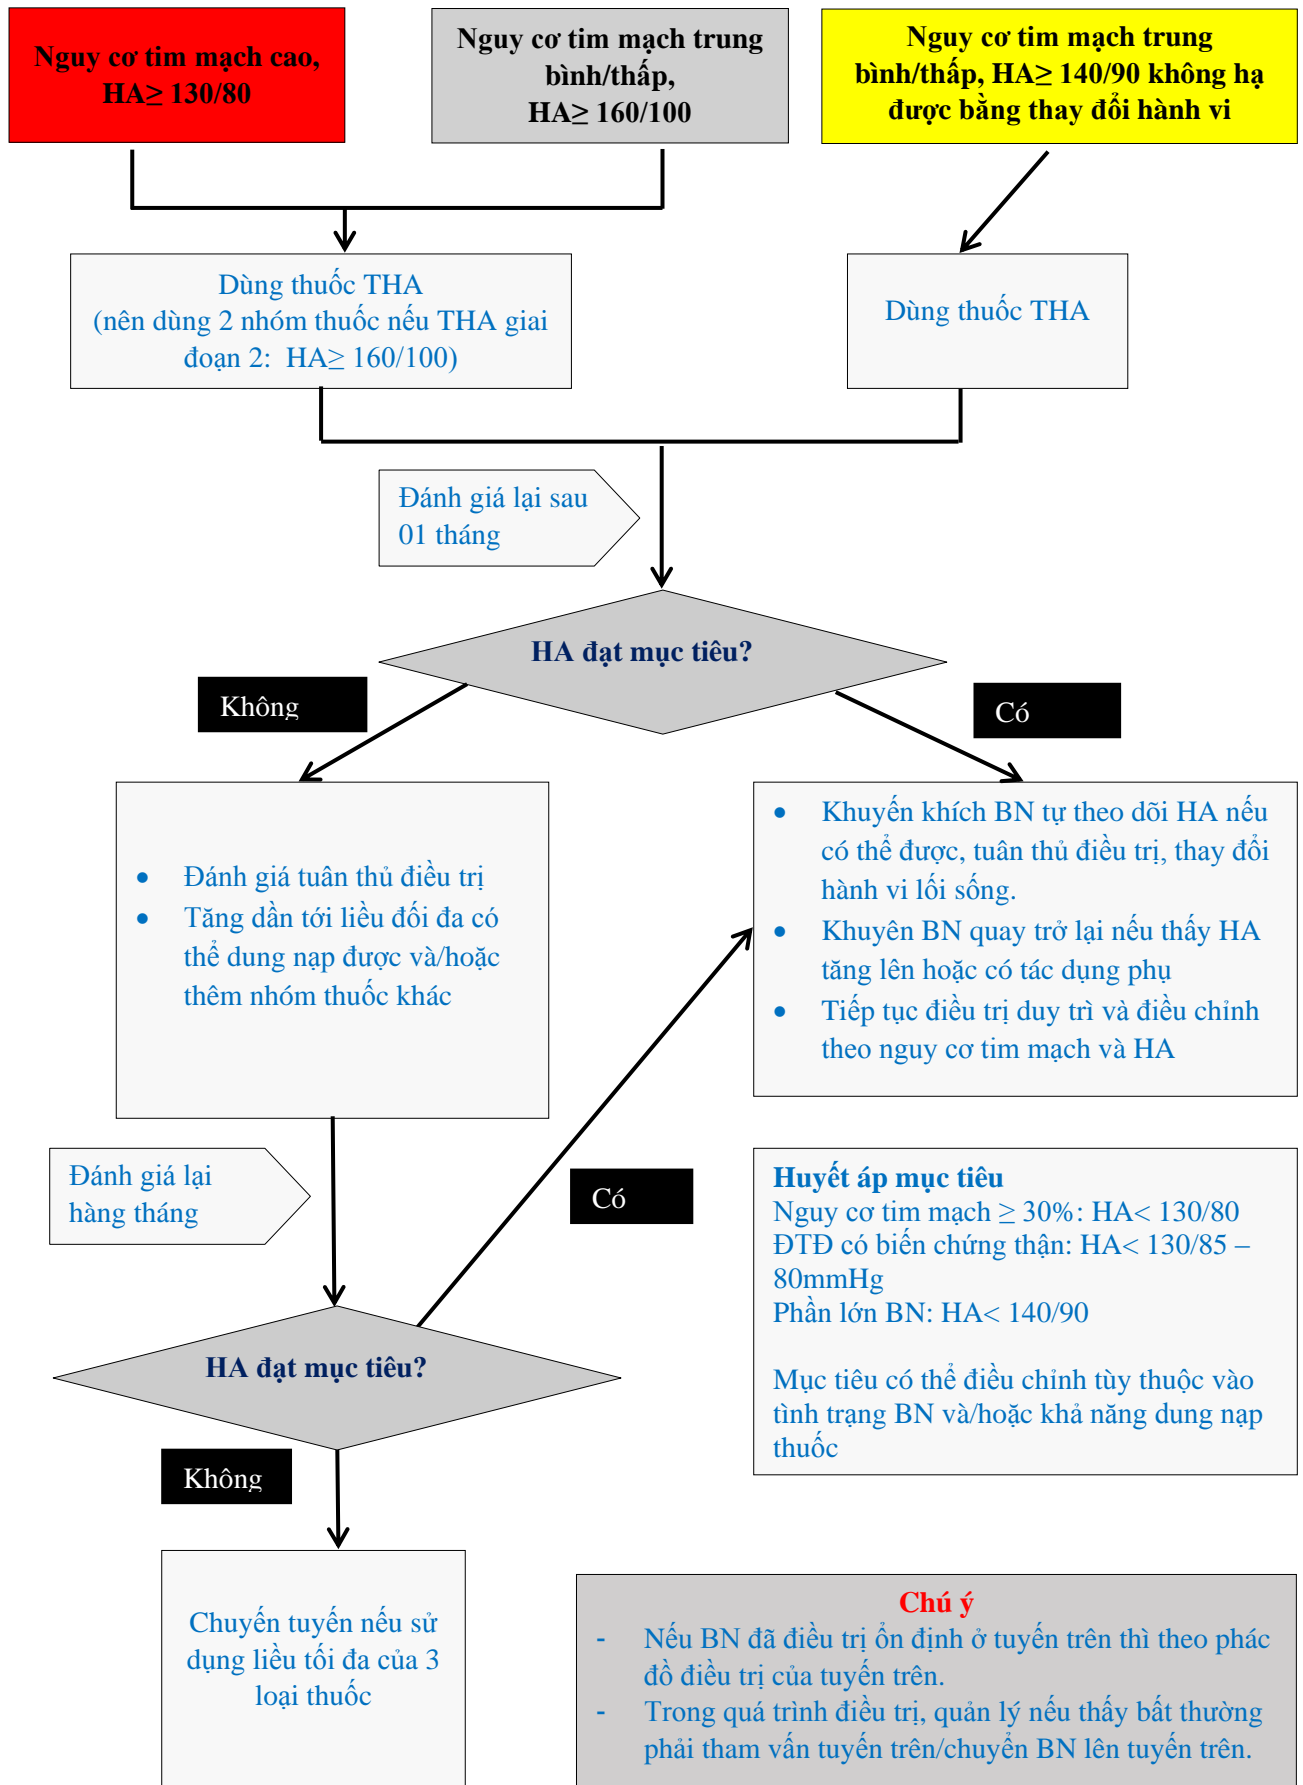 Nguy cơ tim mạch cao,
HA≥ 130/80
Nguy cơ tim mạch trung
bình/thấp,
HA≥ 160/100
Nguy cơ tim mạch trung
bình/thấp, HA≥ 140/90 không hạ
được bằng thay đổi hành vi
Dùng thuốc THA
(nên dùng 2 nhóm thuốc nếu THA giai
đoạn 2: HA≥ 160/100)
Dùng thuốc THA
Đánh giá lại sau
01 tháng
HA đạt mục tiêu?
Không
Có
• Đánh giá tuân thủ điều trị
• Tăng dần tới liều đối đa có
thể dung nạp được và/hoặc
thêm nhóm thuốc khác
• Khuyến khích BN tự theo dõi HA nếu
có thể được, tuân thủ điều trị, thay đổi
hành vi lối sống.
• Khuyên BN quay trở lại nếu thấy HA
tăng lên hoặc có tác dụng phụ
• Tiếp tục điều trị duy trì và điều chỉnh
theo nguy cơ tim mạch và HA
Đánh giá lại
hàng tháng
Có
Huyết áp mục tiêu
Nguy cơ tim mạch ≥ 30%: HA< 130/80
ĐTĐ có biến chứng thận: HA< 130/85 –
80mmHg
Phần lớn BN: HA< 140/90
Mục tiêu có thể điều chỉnh tùy thuộc vào
tình trạng BN và/hoặc khả năng dung nạp
thuốc
HA đạt mục tiêu?
Không
Chuyến tuyến nếu sử
dụng liều tối đa của 3
loại thuốc
Chú ý
- Nếu BN đã điều trị ổn định ở tuyến trên thì theo phác
đồ điều trị của tuyến trên.
- Trong quá trình điều trị, quản lý nếu thấy bất thường
phải tham vấn tuyến trên/chuyển BN lên tuyến trên.